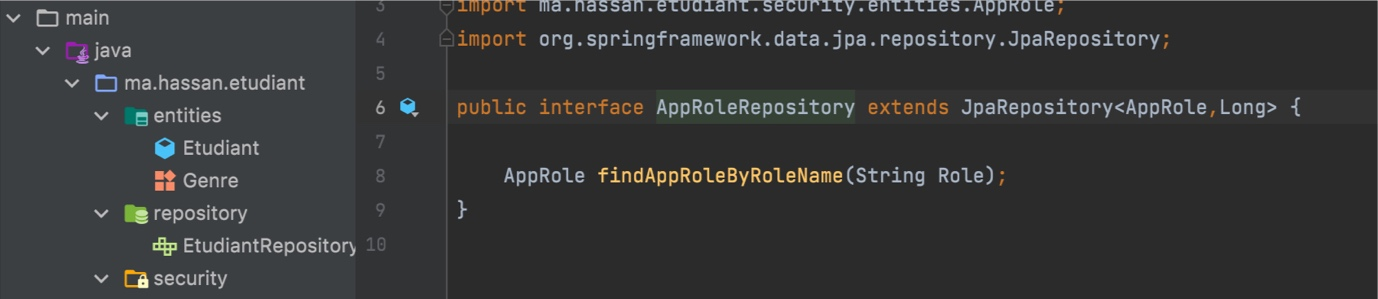 main
java
ma.hassan.etudiant
entities
Etudiant
Genre
repository
EtudiantRepository
security
3 import ma.hassan.etudiant.security.entities.AppRole;
4 import org.springframework.data.jpa.repository.JpaRepository;
5
6 public interface AppRoleRepository extends JpaRepository<AppRole,Long> {
7
8 AppRole findAppRoleByRoleName(String Role);
9 }
10